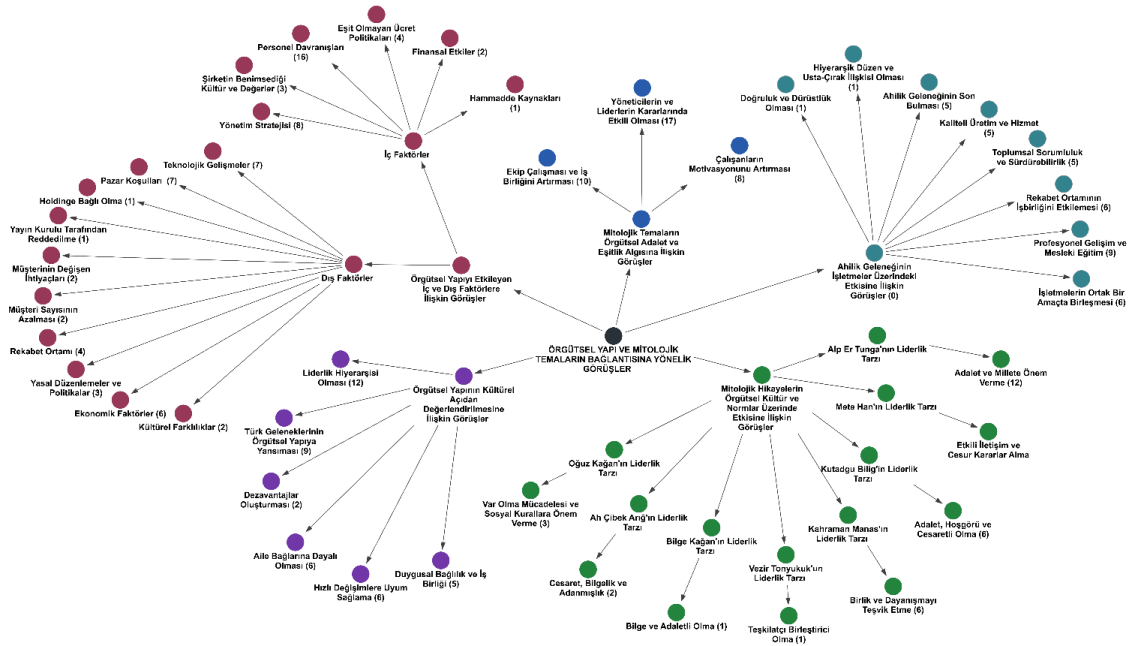 Eşit Olmayan Ücret
Politikaları (4)
Personel Davranışları
(16)
Finansal Etkiler (2)
Şirketin Benimsediği
Kültür ve Değerler (3)
Hammadde Kaynakları
(1)
Yönetim Stratejisi (8)
İç Faktörler
Teknolojik Gelişmeler (7)
Pazar Koşulları (7)
Holdinge Bağlı Olma (1)
Yayın Kurulu Tarafından
Reddedilme (1)
Müşterinin Değişen
İhtiyaçları (2)
Müşteri Sayısının
Azalması (2)
Rekabet Ortamı (4)
Yasal Düzenlemeler ve
Politikalar (3)
Ekonomik Faktörler (6)
Kültürel Farklılıklar (2)
Dış Faktörler
Örgütsel Yapıyı Etkileyen
İç ve Dış Faktörlere
İlişkin Görüşler
Yöneticilerin ve
Liderlerin Kararlarında
Etkili Olması (17)
Ekip Çalışması ve İş
Birliğini Artırması (10)
Çalışanların
Motivasyonunu Artırması
(8)
Mitolojik Temaların
Örgütsel Adalet ve
Eşitlik Algısına İlişkin
Görüşler
Hiyerarşik Düzen ve
Usta-Çırak İlişkisi Olması
(1)
Doğruluk ve Dürüstlük
Olması (1)
Ahilik Geleneğinin Son
Bulması (5)
Kaliteli Üretim ve Hizmet
(5)
Toplumsal Sorumluluk
ve Sürdürebilirlik (5)
Rekabet Ortamının
İşbirliğini Etkilemesi (6)
Profesyonel Gelişim ve
Mesleki Eğitim (9)
İşletmelerin Ortak Bir
Amaçta Birleşmesi (6)
Ahilik Geleneğinin
İşletmeler Üzerindeki
Etkisine İlişkin
Görüşler (0)
ÖRGÜTSEL YAPI VE MİTOLOJİK
TEMALARIN BAĞLANTISINA YÖNELİK
GÖRÜŞLER
Liderlik Hiyerarşisi
Olması (12)
Örgütsel Yapının Kültürel
Açıdan
Değerlendirilmesine
İlişkin Görüşler
Türk Geleneklerinin
Örgütsel Yapıya
Yansıması (9)
Dezavantajlar
Oluşturması (2)
Aile Bağlarına Dayalı
Olması (6)
Hızlı Değişimlere Uyum
Sağlama (6)
Duygusal Bağlılık ve İş
Birliği (5)
Mitolojik Hikayelerin
Örgütsel Kültür ve
Normlar Üzerinde
Etkisine İlişkin
Görüşler
Alp Er Tunga'nın Liderlik
Tarzı
Adalet ve Millete Önem
Verme (12)
Mete Han'ın Liderlik Tarzı
Etkili İletişim ve
Cesur Kararlar Alma
Kutadgu Bilig'in Liderlik
Tarzı
Adalet, Hoşgörü ve
Cesaretli Olma (6)
Kahraman Manas'ın
Liderlik Tarzı
Birlik ve Dayanışmayı
Teşvik Etme (6)
Vezir Tonyukuk'un
Liderlik Tarzı
Teşkilatçı Birleştirici
Olma (1)
Bilge Kağan'ın Liderlik
Tarzı
Bilge ve Adaletli Olma (1)
Ah Çibek Arığ'ın Liderlik
Tarzı
Cesaret, Bilgelik ve
Adanmışlık (2)
Oğuz Kağan'ın Liderlik
Tarzı
Var Olma Mücadelesi ve
Sosyal Kurallara Önem
Verme (3)